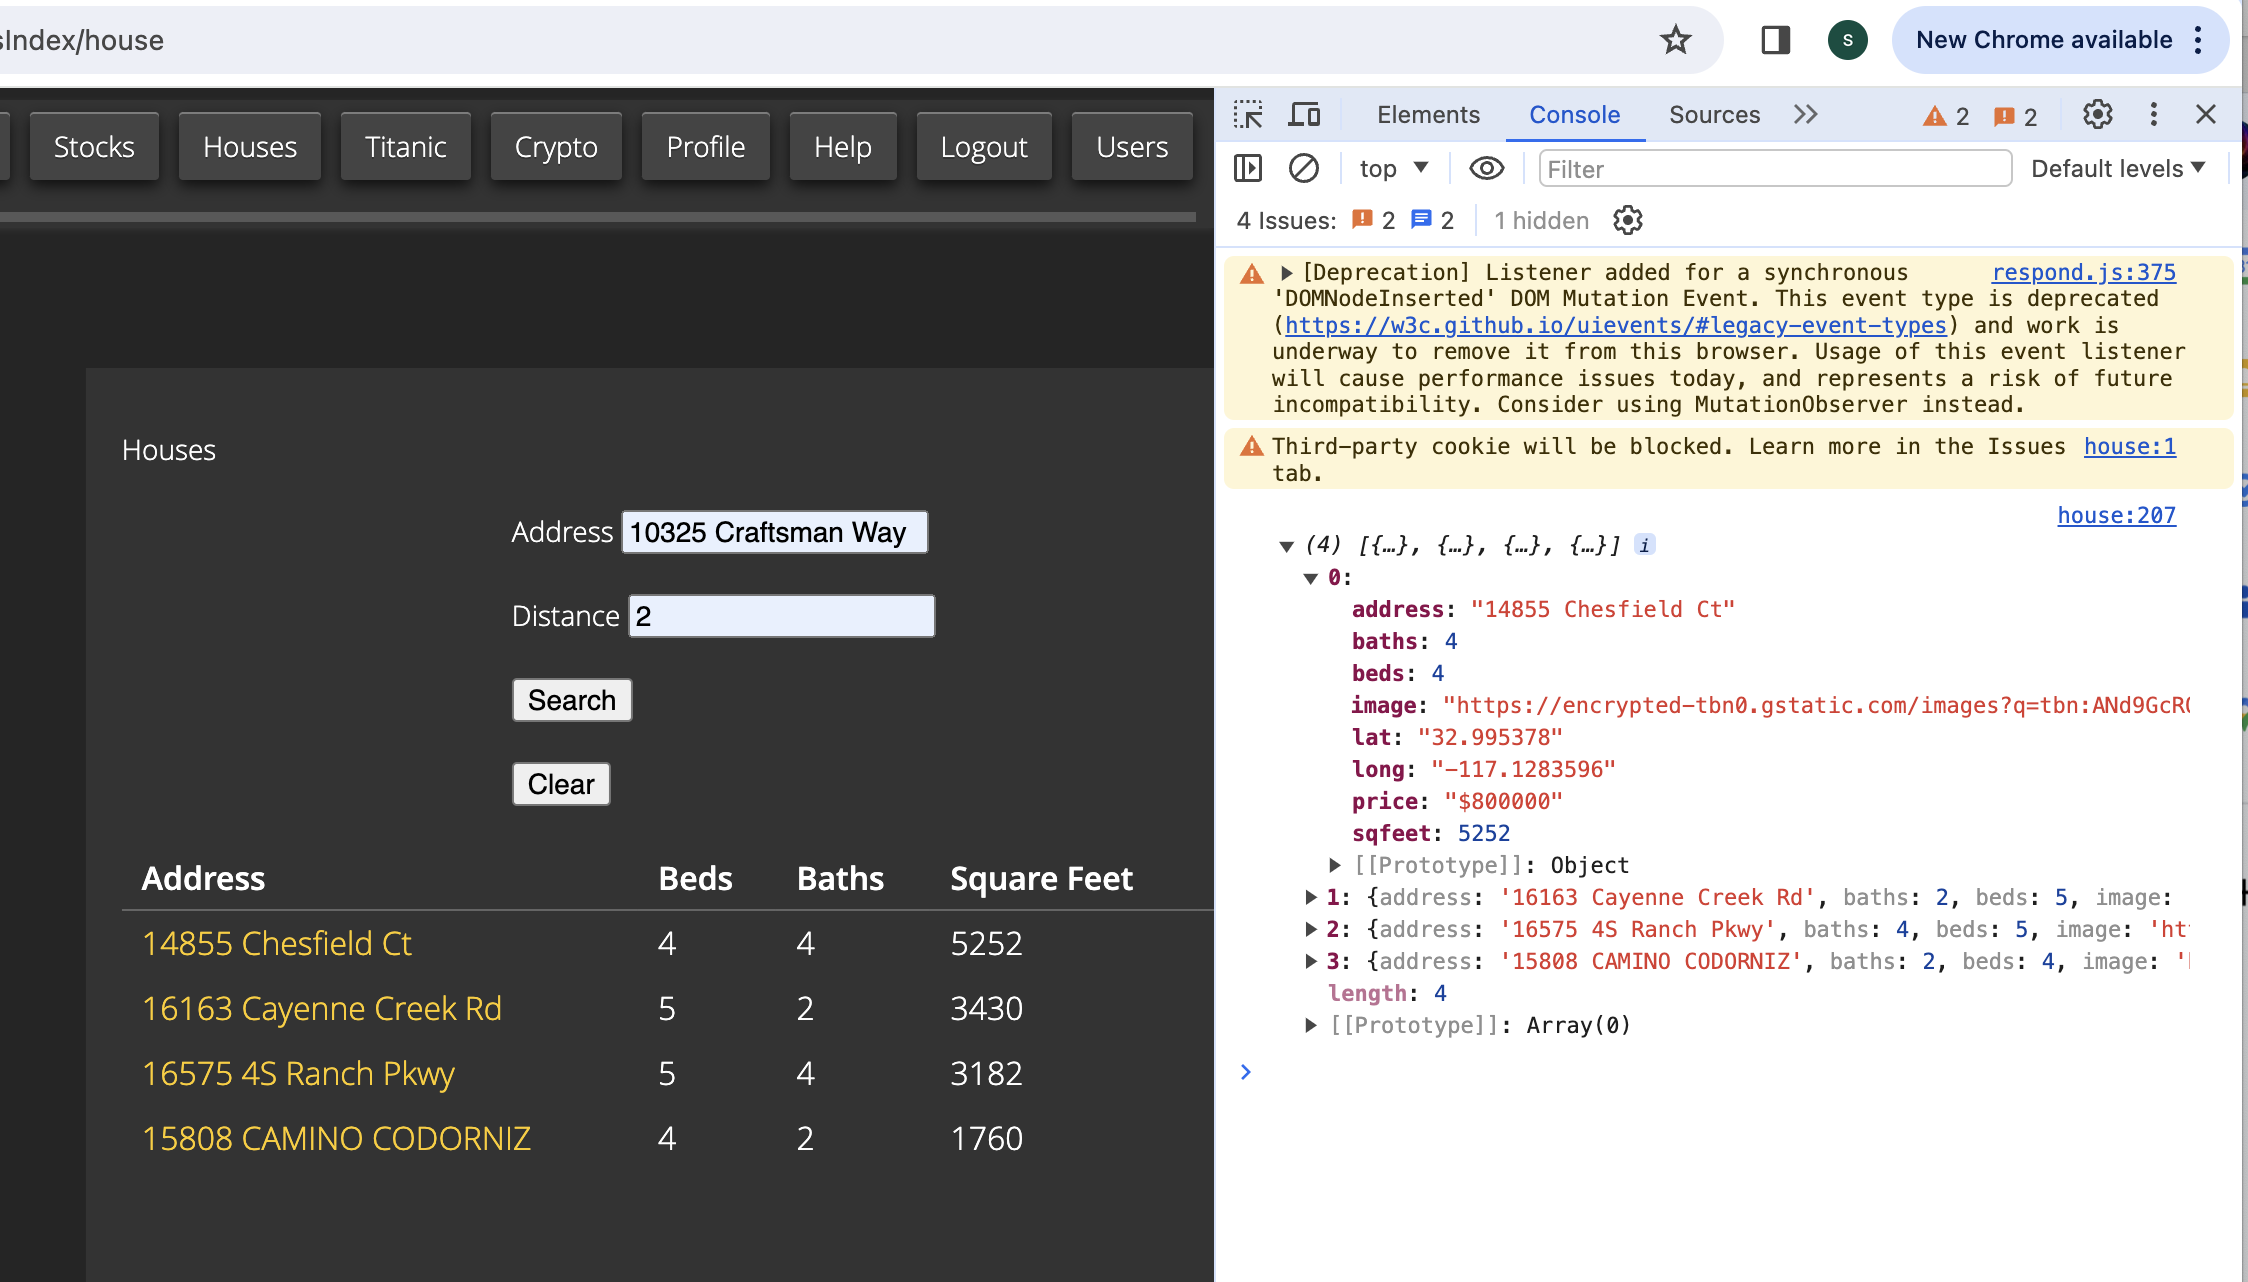 sIndex/house
S
New Chrome available
Stocks
Houses
Titanic
Crypto
Profile
Help
Logout
Users
Houses
Address 10325 Craftsman Way
Distance 2
Search
Clear
Address Beds Baths Square Feet
14855 Chesfield Ct 4 4 5252
16163 Cayenne Creek Rd 5 2 3430
16575 4S Ranch Pkwy 5 4 3182
15808 CAMINO CODORNIZ 4 2 1760
Elements Console Sources 2 2
top Filter Default levels
4 Issues: 2 2 1 hidden
[Deprecation] Listener added for a synchronous respond.js:375
'DOMNodeInserted' DOM Mutation Event. This event type is deprecated
(https://w3c.github.io/uievents/#legacy-event-types) and work is
underway to remove it from this browser. Usage of this event listener
will cause performance issues today, and represents a risk of future
incompatibility. Consider using MutationObserver instead.
Third-party cookie will be blocked. Learn more in the Issues house:1
tab.
house:207
(4) [{…}, {…}, {…}, {…}] i
0:
address: "14855 Chesfield Ct"
baths: 4
beds: 4
image: "https://encrypted-tbn0.gstatic.com/images?q=tbn:ANd9GcR
lat: "32.995378"
long: "-117.1283596"
price: "$800000"
sqfeet: 5252
[[Prototype]]: Object
1: {address: '16163 Cayenne Creek Rd', baths: 2, beds: 5, image:
2: {address: '16575 4S Ranch Pkwy', baths: 4, beds: 5, image: 'ht
3: {address: '15808 CAMINO CODORNIZ', baths: 2, beds: 4, image: '
length: 4
[[Prototype]]: Array(0)